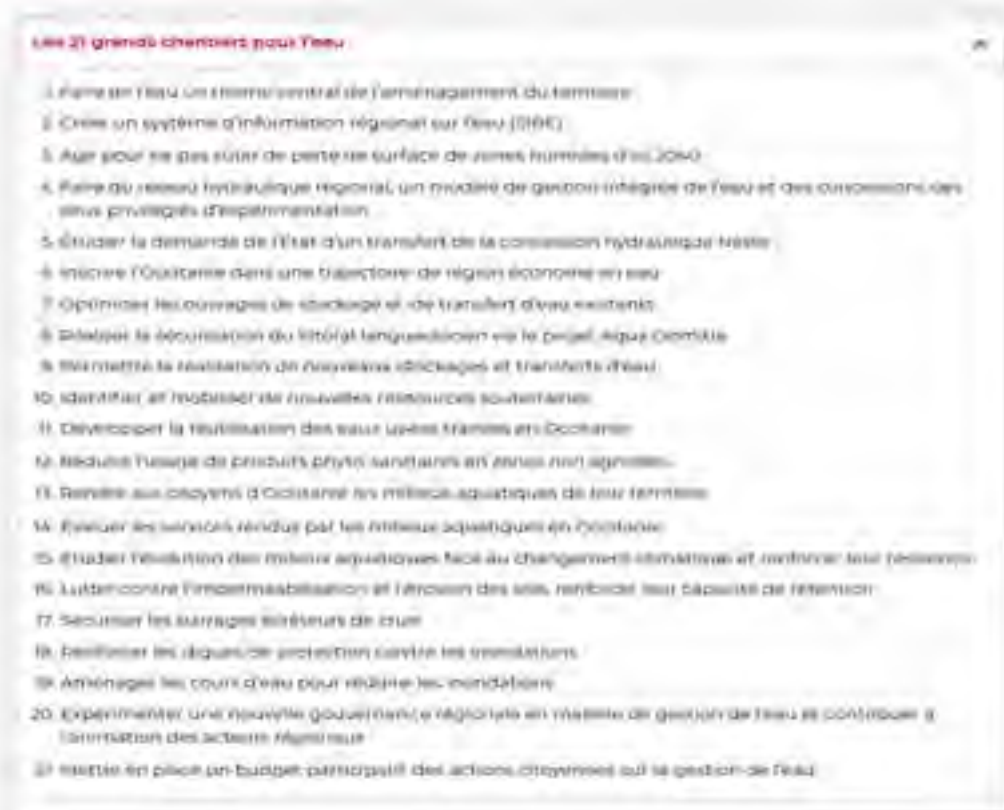 Les 21 grands chantiers pour l'eau
1. Faire de l'eau un thème central de l'aménagement du territoire
2. Créer un système d'information régional sur l'eau (SIRE)
3. Agir pour ne pas subir de perte de surface de zones humides d'ici 2040
4. Faire du réseau hydraulique régional, un modèle de gestion intégrée de l'eau et des concessions des
lieux privilégiés d'expérimentation
5. Étudier la demande de l'État d'un transfert de la concession hydraulique Neste
6. Inscrire l'Occitanie dans une trajectoire de région économe en eau
7. Optimiser les ouvrages de stockage et de transfert d'eau existants
8. Réaliser la sécurisation du littoral languedocien via le projet Aqua Domitia
9. Permettre la réalisation de nouveaux stockages et transferts d'eau
10. Identifier et mobiliser de nouvelles ressources souterraines
11. Développer la réutilisation des eaux usées traitées en Occitanie
12. Réduire l'usage de produits phyto sanitaires en zones non agricoles
13. Rendre aux citoyens d'Occitanie les milieux aquatiques de leur territoire
14. Évaluer les services rendus par les milieux aquatiques en Occitanie
15. Étudier l'évolution des milieux aquatiques face au changement climatique et renforcer leur résilience
16. Lutter contre l'imperméabilisation et l'érosion des sols, renforcer leur capacité de rétention
17. Sécuriser les ouvrages écrêteurs de crue
18. Renforcer les digues de protection contre les inondations
19. Aménager les cours d'eau pour réduire les inondations
20. Expérimenter une nouvelle gouvernance régionale en matière de gestion de l'eau et contribuer à
l'animation des acteurs régionaux
21. Mettre en place un budget participatif des actions citoyennes sur la gestion de l'eau